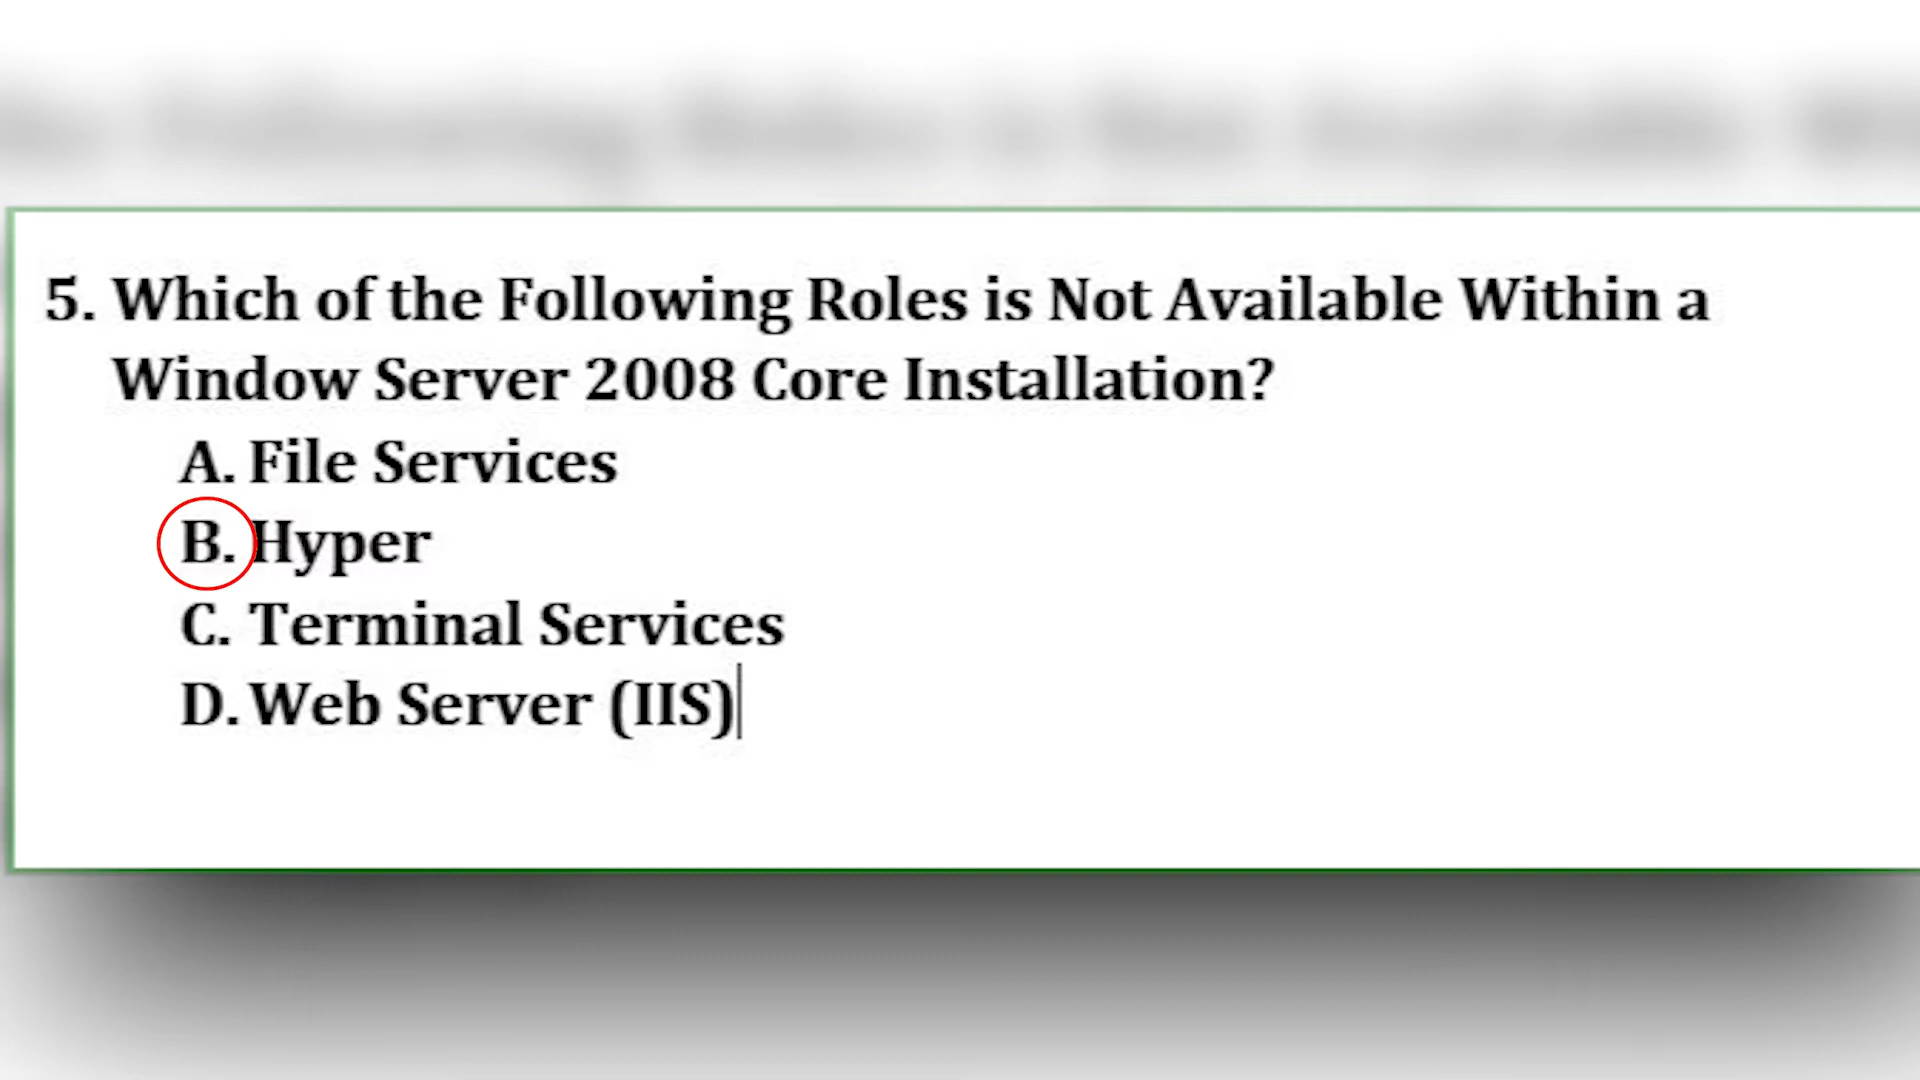 5. Which of the Following Roles is Not Available Within a
Window Server 2008 Core Installation?
A. File Services
B. Hyper
C. Terminal Services
D. Web Server (IIS)